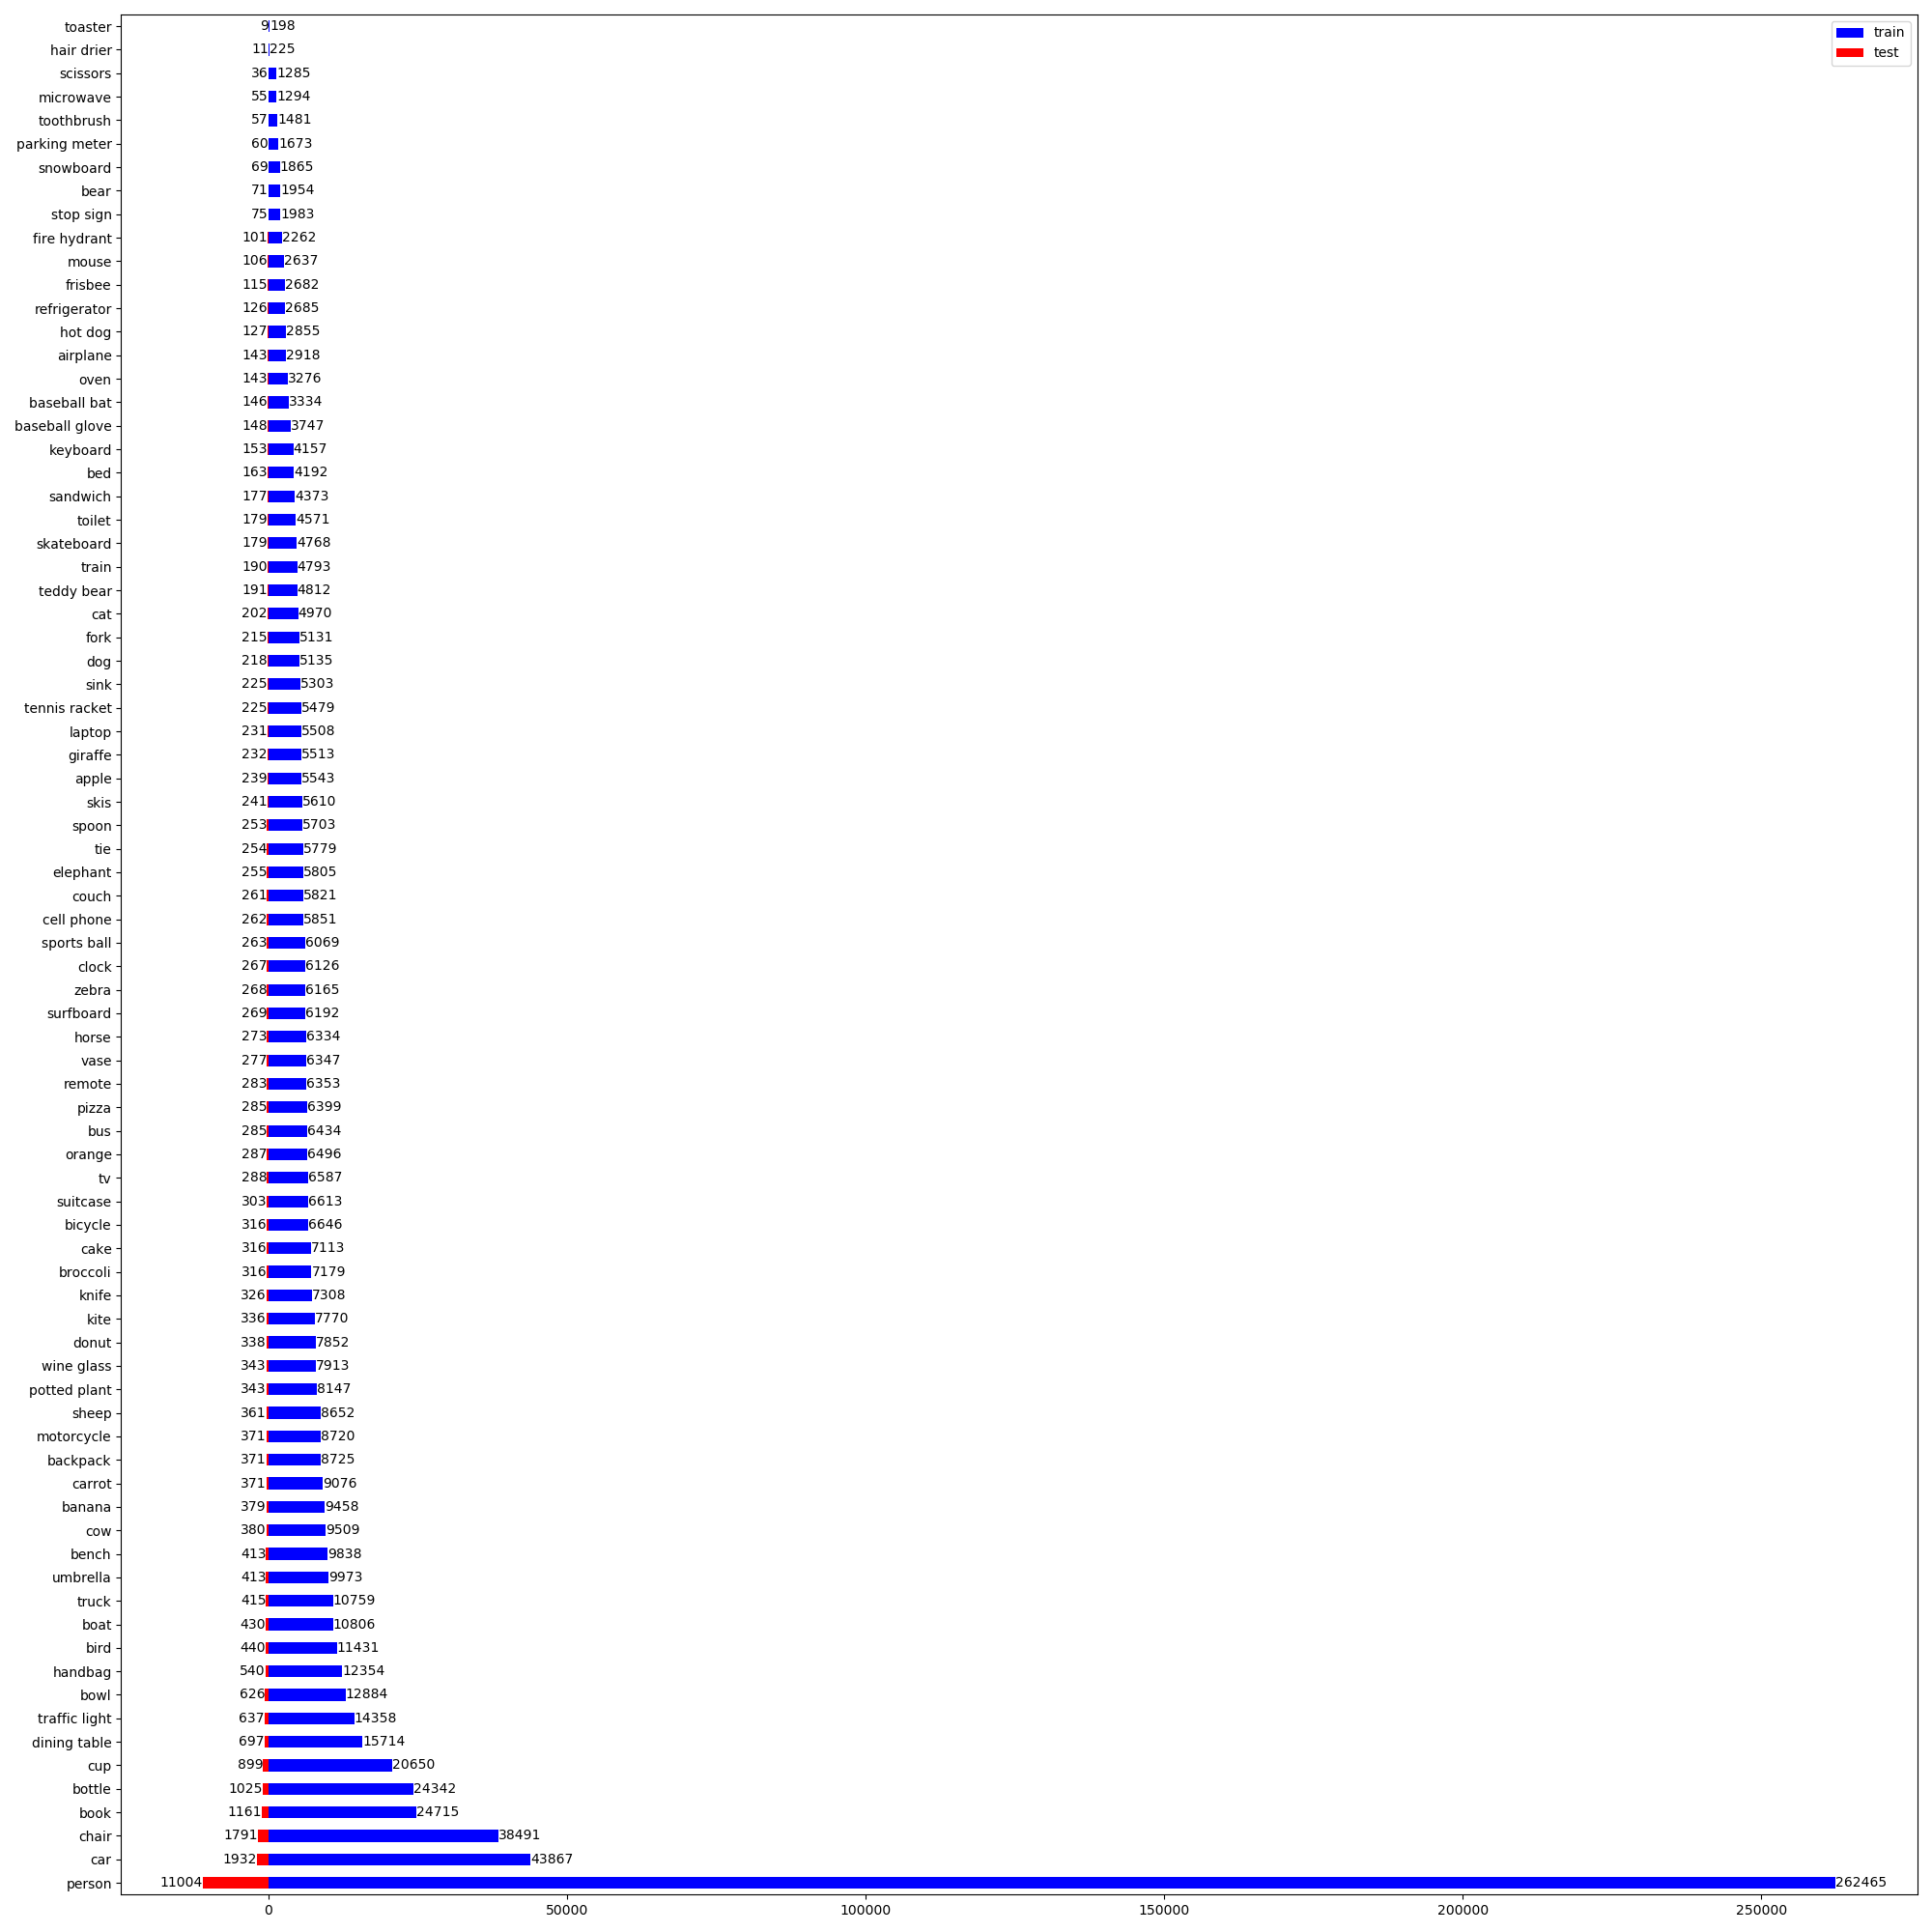 train
test
toaster 9 198
hair drier 11 225
scissors 36 1285
microwave 55 1294
toothbrush 57 1481
parking meter 60 1673
snowboard 69 1865
bear 71 1954
stop sign 75 1983
fire hydrant 101 2262
mouse 106 2637
frisbee 115 2682
refrigerator 126 2685
hot dog 127 2855
airplane 143 2918
oven 143 3276
baseball bat 146 3334
baseball glove 148 3747
keyboard 153 4157
bed 163 4192
sandwich 177 4373
toilet 179 4571
skateboard 179 4768
train 190 4793
teddy bear 191 4812
cat 202 4970
fork 215 5131
dog 218 5135
sink 225 5303
tennis racket 225 5479
laptop 231 5508
giraffe 232 5513
apple 239 5543
skis 241 5610
spoon 253 5703
tie 254 5779
elephant 255 5805
couch 261 5821
cell phone 262 5851
sports ball 263 6069
clock 267 6126
zebra 268 6165
surfboard 269 6192
horse 273 6334
vase 277 6347
remote 283 6353
pizza 285 6399
bus 285 6434
orange 287 6496
tv 288 6587
suitcase 303 6613
bicycle 316 6646
cake 316 7113
broccoli 316 7179
knife 326 7308
kite 336 7770
donut 338 7852
wine glass 343 7913
potted plant 343 8147
sheep 361 8652
motorcycle 371 8720
backpack 371 8725
carrot 371 9076
banana 379 9458
cow 380 9509
bench 413 9838
umbrella 413 9973
truck 415 10759
boat 430 10806
bird 440 11431
handbag 540 12354
bowl 626 12884
traffic light 637 14358
dining table 697 15714
cup 899 20650
bottle 1025 24342
book 1161 24715
chair 1791 38491
car 1932 43867
person 11004 262465
0 50000 100000 150000 200000 250000